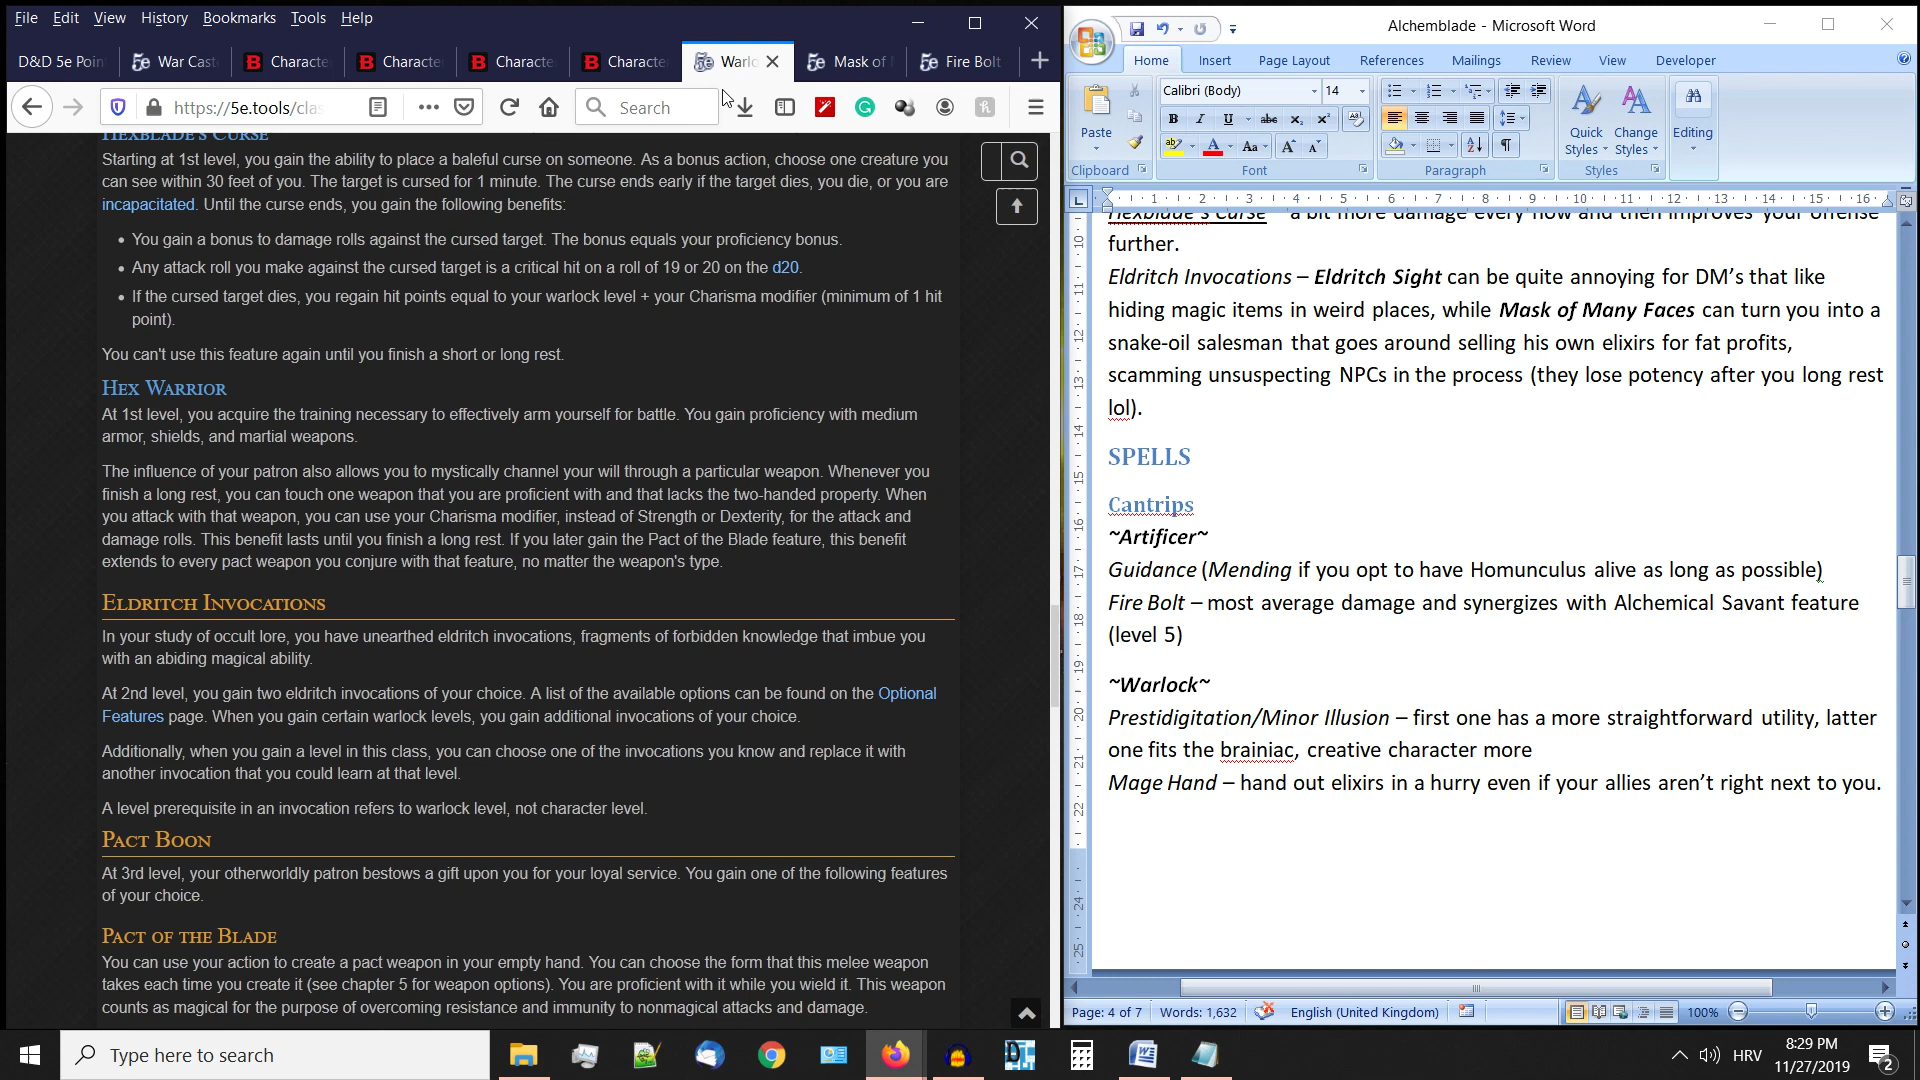 File Edit View History Bookmarks Tools Help
D&D 5e Poin War Cast Characte Characte Characte Characte Warlo Mask of Fire Bolt
https://5e.tools/clas Search
HEXBLADE'S CURSE
Starting at 1st level, you gain the ability to place a baleful curse on someone. As a bonus action, choose one creature you
can see within 30 feet of you. The target is cursed for 1 minute. The curse ends early if the target dies, you die, or you are
incapacitated. Until the curse ends, you gain the following benefits:
• You gain a bonus to damage rolls against the cursed target. The bonus equals your proficiency bonus.
• Any attack roll you make against the cursed target is a critical hit on a roll of 19 or 20 on the d20.
• If the cursed target dies, you regain hit points equal to your warlock level + your Charisma modifier (minimum of 1 hit
point).
You can't use this feature again until you finish a short or long rest.
HEX WARRIOR
At 1st level, you acquire the training necessary to effectively arm yourself for battle. You gain proficiency with medium
armor, shields, and martial weapons.
The influence of your patron also allows you to mystically channel your will through a particular weapon. Whenever you
finish a long rest, you can touch one weapon that you are proficient with and that lacks the two-handed property. When
you attack with that weapon, you can use your Charisma modifier, instead of Strength or Dexterity, for the attack and
damage rolls. This benefit lasts until you finish a long rest. If you later gain the Pact of the Blade feature, this benefit
extends to every pact weapon you conjure with that feature, no matter the weapon's type.
ELDRITCH INVOCATIONS
In your study of occult lore, you have unearthed eldritch invocations, fragments of forbidden knowledge that imbue you
with an abiding magical ability.
At 2nd level, you gain two eldritch invocations of your choice. A list of the available options can be found on the Optional
Features page. When you gain certain warlock levels, you gain additional invocations of your choice.
Additionally, when you gain a level in this class, you can choose one of the invocations you know and replace it with
another invocation that you could learn at that level.
A level prerequisite in an invocation refers to warlock level, not character level.
PACT BOON
At 3rd level, your otherworldly patron bestows a gift upon you for your loyal service. You gain one of the following features
of your choice.
PACT OF THE BLADE
You can use your action to create a pact weapon in your empty hand. You can choose the form that this melee weapon
takes each time you create it (see chapter 5 for weapon options). You are proficient with it while you wield it. This weapon
counts as magical for the purpose of overcoming resistance and immunity to nonmagical attacks and damage.
Alchemblade - Microsoft Word
Home Insert Page Layout References Mailings Review View Developer
Calibri (Body) 14
Paste Quick Styles Change Styles Editing
Clipboard Font Paragraph Styles
1 2 3 4 5 6 7 8 9 10 11 12 13 14 15 16
Hexblade's Curse – a bit more damage every now and then improves your offense
further.
Eldritch Invocations – Eldritch Sight can be quite annoying for DM's that like
hiding magic items in weird places, while Mask of Many Faces can turn you into a
snake-oil salesman that goes around selling his own elixirs for fat profits,
scamming unsuspecting NPCs in the process (they lose potency after you long rest
lol).
SPELLS
Cantrips
~Artificer~
Guidance (Mending if you opt to have Homunculus alive as long as possible)
Fire Bolt – most average damage and synergizes with Alchemical Savant feature
(level 5)
~Warlock~
Prestidigitation/Minor Illusion – first one has a more straightforward utility, latter
one fits the brainiac, creative character more
Mage Hand – hand out elixirs in a hurry even if your allies aren't right next to you.
Page: 4 of 7 Words: 1,632 English (United Kingdom) 100%
Type here to search
HRV
8:29 PM
11/27/2019
2